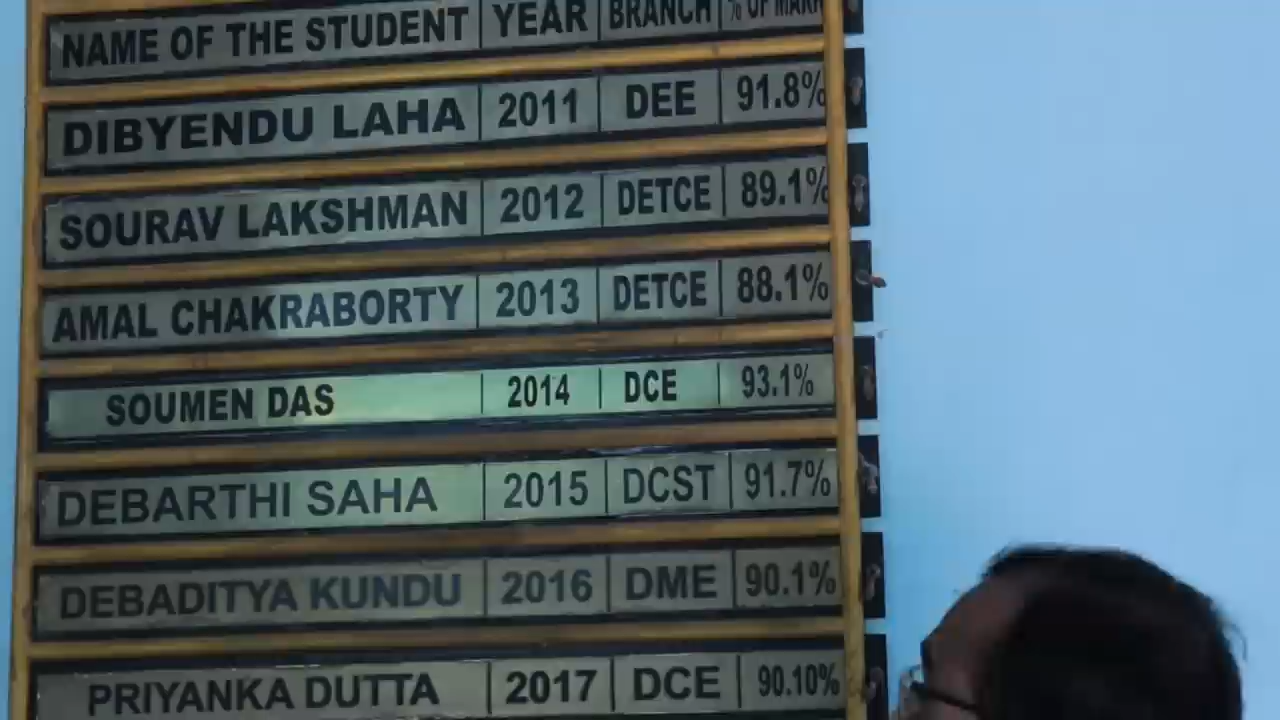 NAME OF THE STUDENT YEAR BRANCH % OF MARK
DIBYENDU LAHA 2011 DEE 91.8%
SOURAV LAKSHMAN 2012 DETCE 89.1%
AMAL CHAKRABORTY 2013 DETCE 88.1%
SOUMEN DAS 2014 DCE 93.1%
DEBARTHI SAHA 2015 DCST 91.7%
DEBADITYA KUNDU 2016 DME 90.1%
PRIYANKA DUTTA 2017 DCE 90.10%